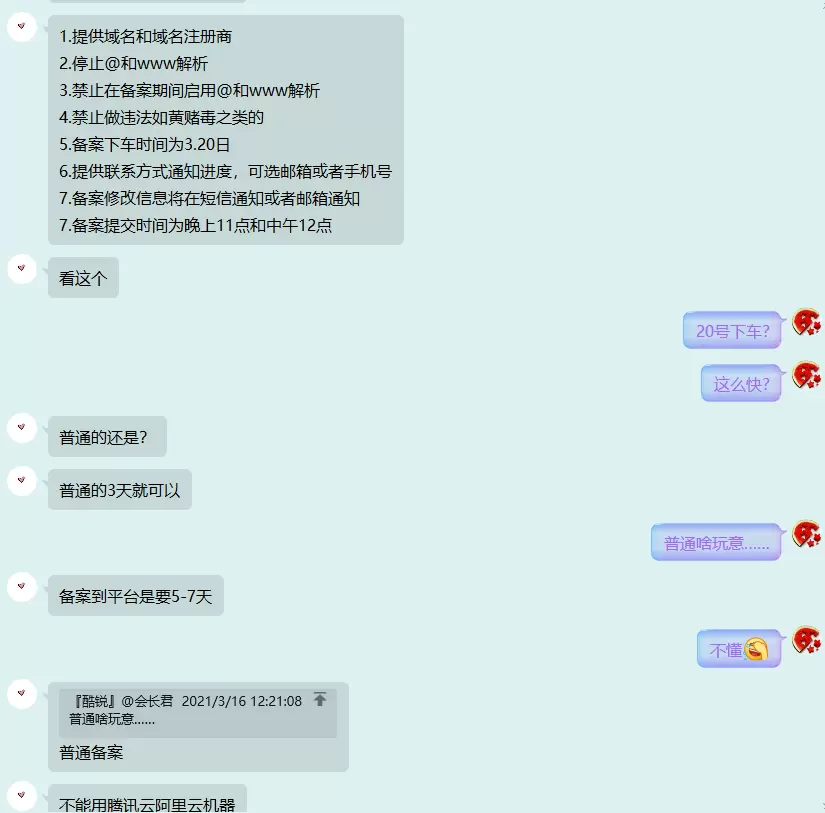 1.提供域名和域名注册商
2.停止@和www解析
3.禁止在备案期间启用@和www解析
4.禁止做违法如黄赌毒之类的
5.备案下车时间为3.20日
6.提供联系方式通知进度，可选邮箱或者手机号
7.备案修改信息将在短信通知或者邮箱通知
7.备案提交时间为晚上11点和中午12点
看这个
20号下车?
这么快?
普通的还是?
普通的3天就可以
普通啥玩意......
备案到平台是要5-7天
不懂
『酷锐』@会长君 2021/3/16 12:21:08
普通啥玩意......
普通备案
不能用腾讯云阿里云机器